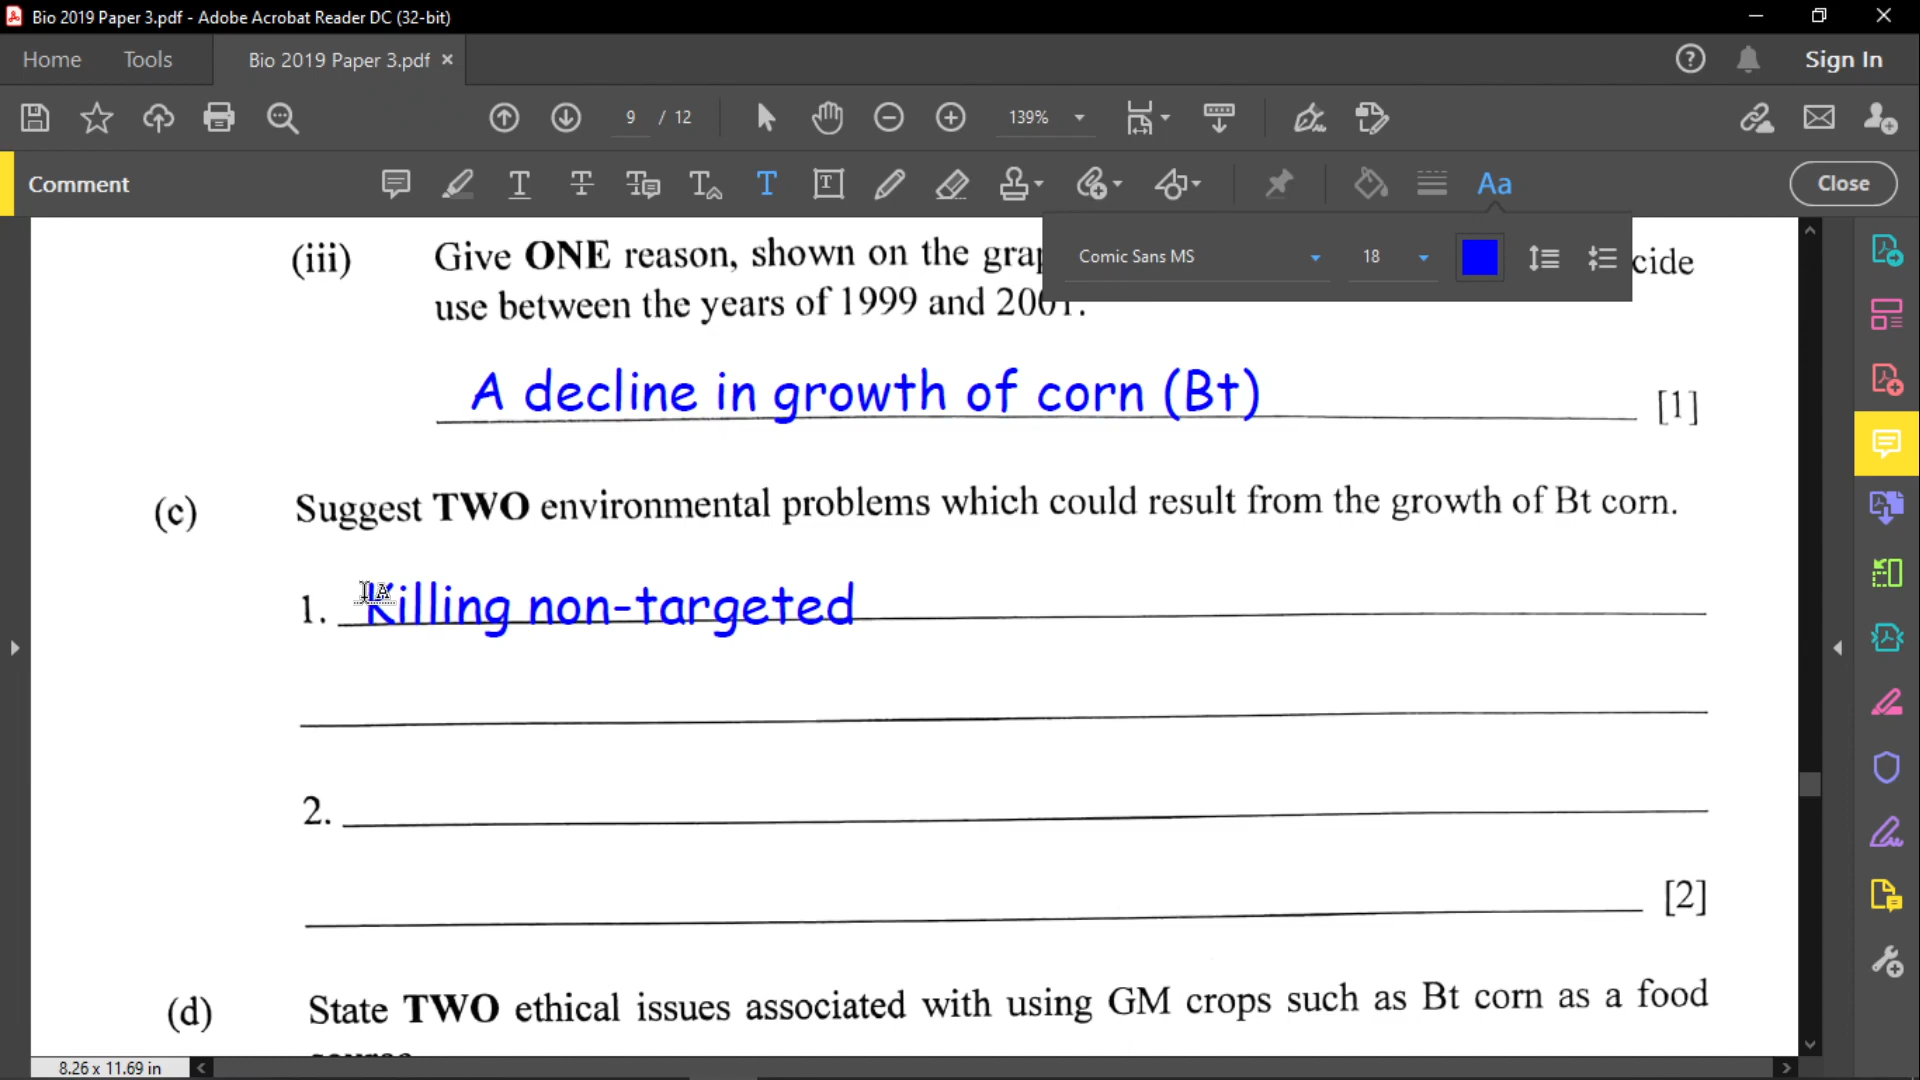 Bio 2019 Paper 3.pdf - Adobe Acrobat Reader DC (32-bit)
Home Tools Bio 2019 Paper 3.pdf × Sign In
9 / 12 139%
Comment Close
Comic Sans MS 18
(iii) Give ONE reason, shown on the cide
use between the years of 1999 and 2001.
A decline in growth of corn (Bt)
[1]
(c) Suggest TWO environmental problems which could result from the growth of Bt corn.
1. Killing non-targeted
2.
[2]
(d) State TWO ethical issues associated with using GM crops such as Bt corn as a food
8.26 x 11.69 in